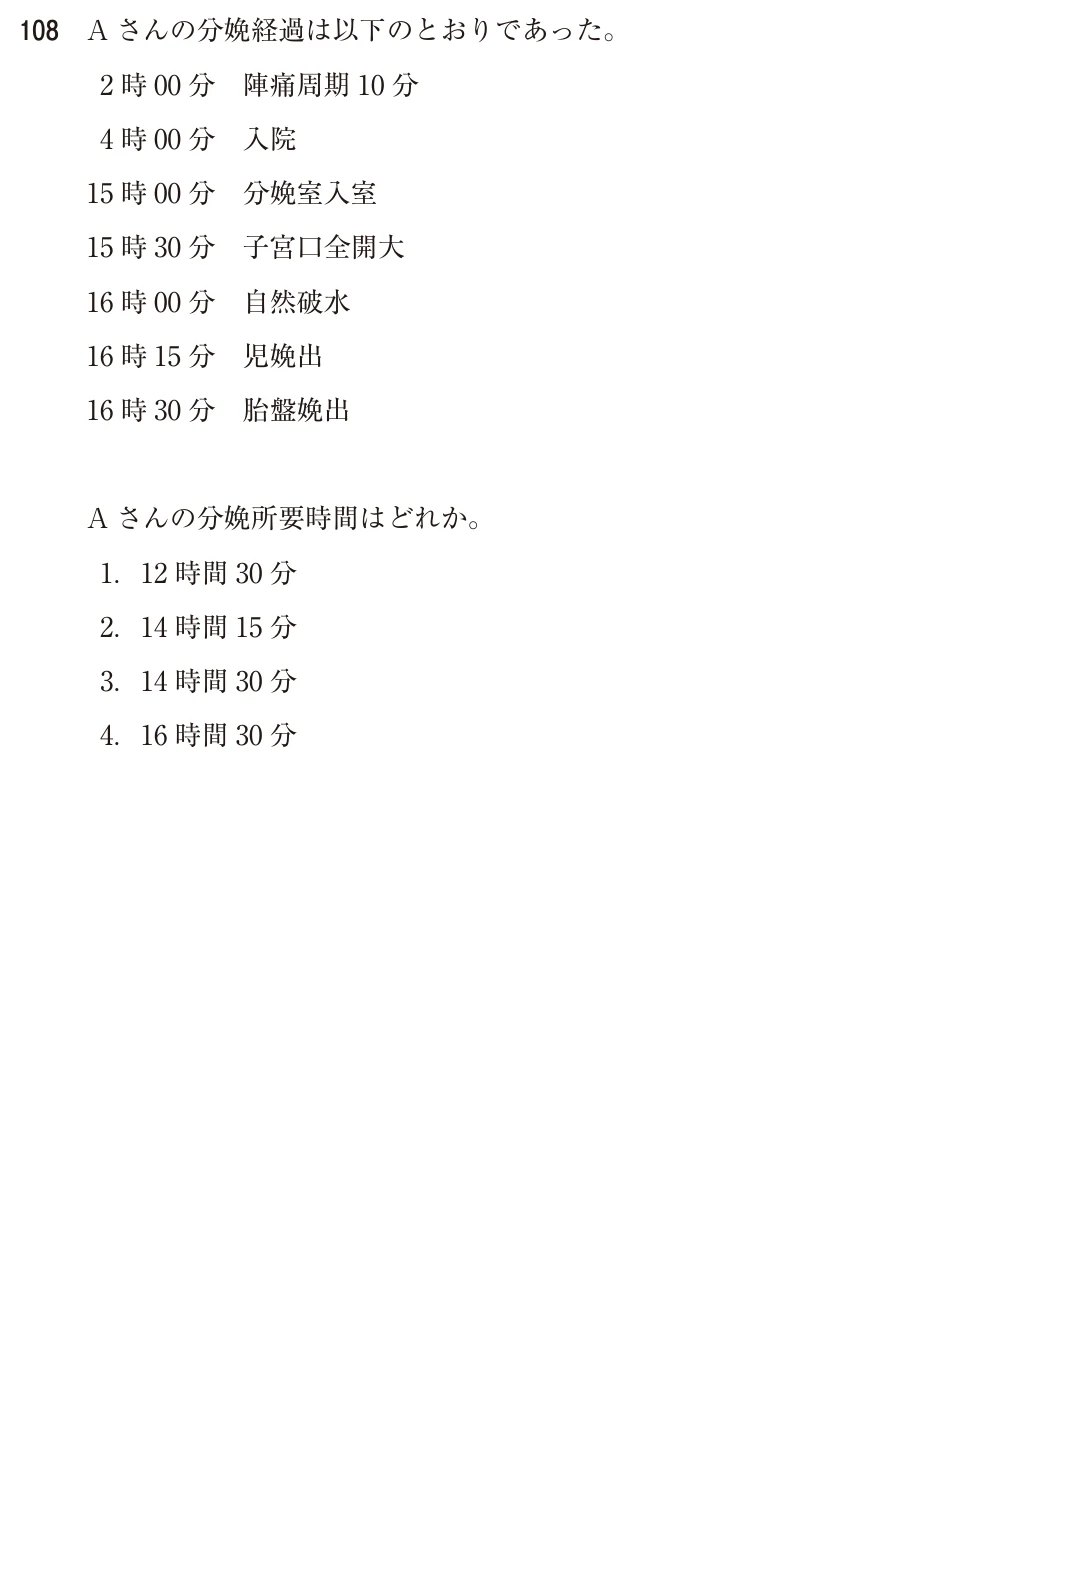 108 A さんの分娩経過は以下のとおりであった。
2 時 00 分 陣痛周期 10 分
4 時 00 分 入院
15 時 00 分 分娩室入室
15 時 30 分 子宮口全開大
16 時 00 分 自然破水
16 時 15 分 児娩出
16 時 30 分 胎盤娩出
A さんの分娩所要時間はどれか。
1. 12 時間 30 分
2. 14 時間 15 分
3. 14 時間 30 分
4. 16 時間 30 分